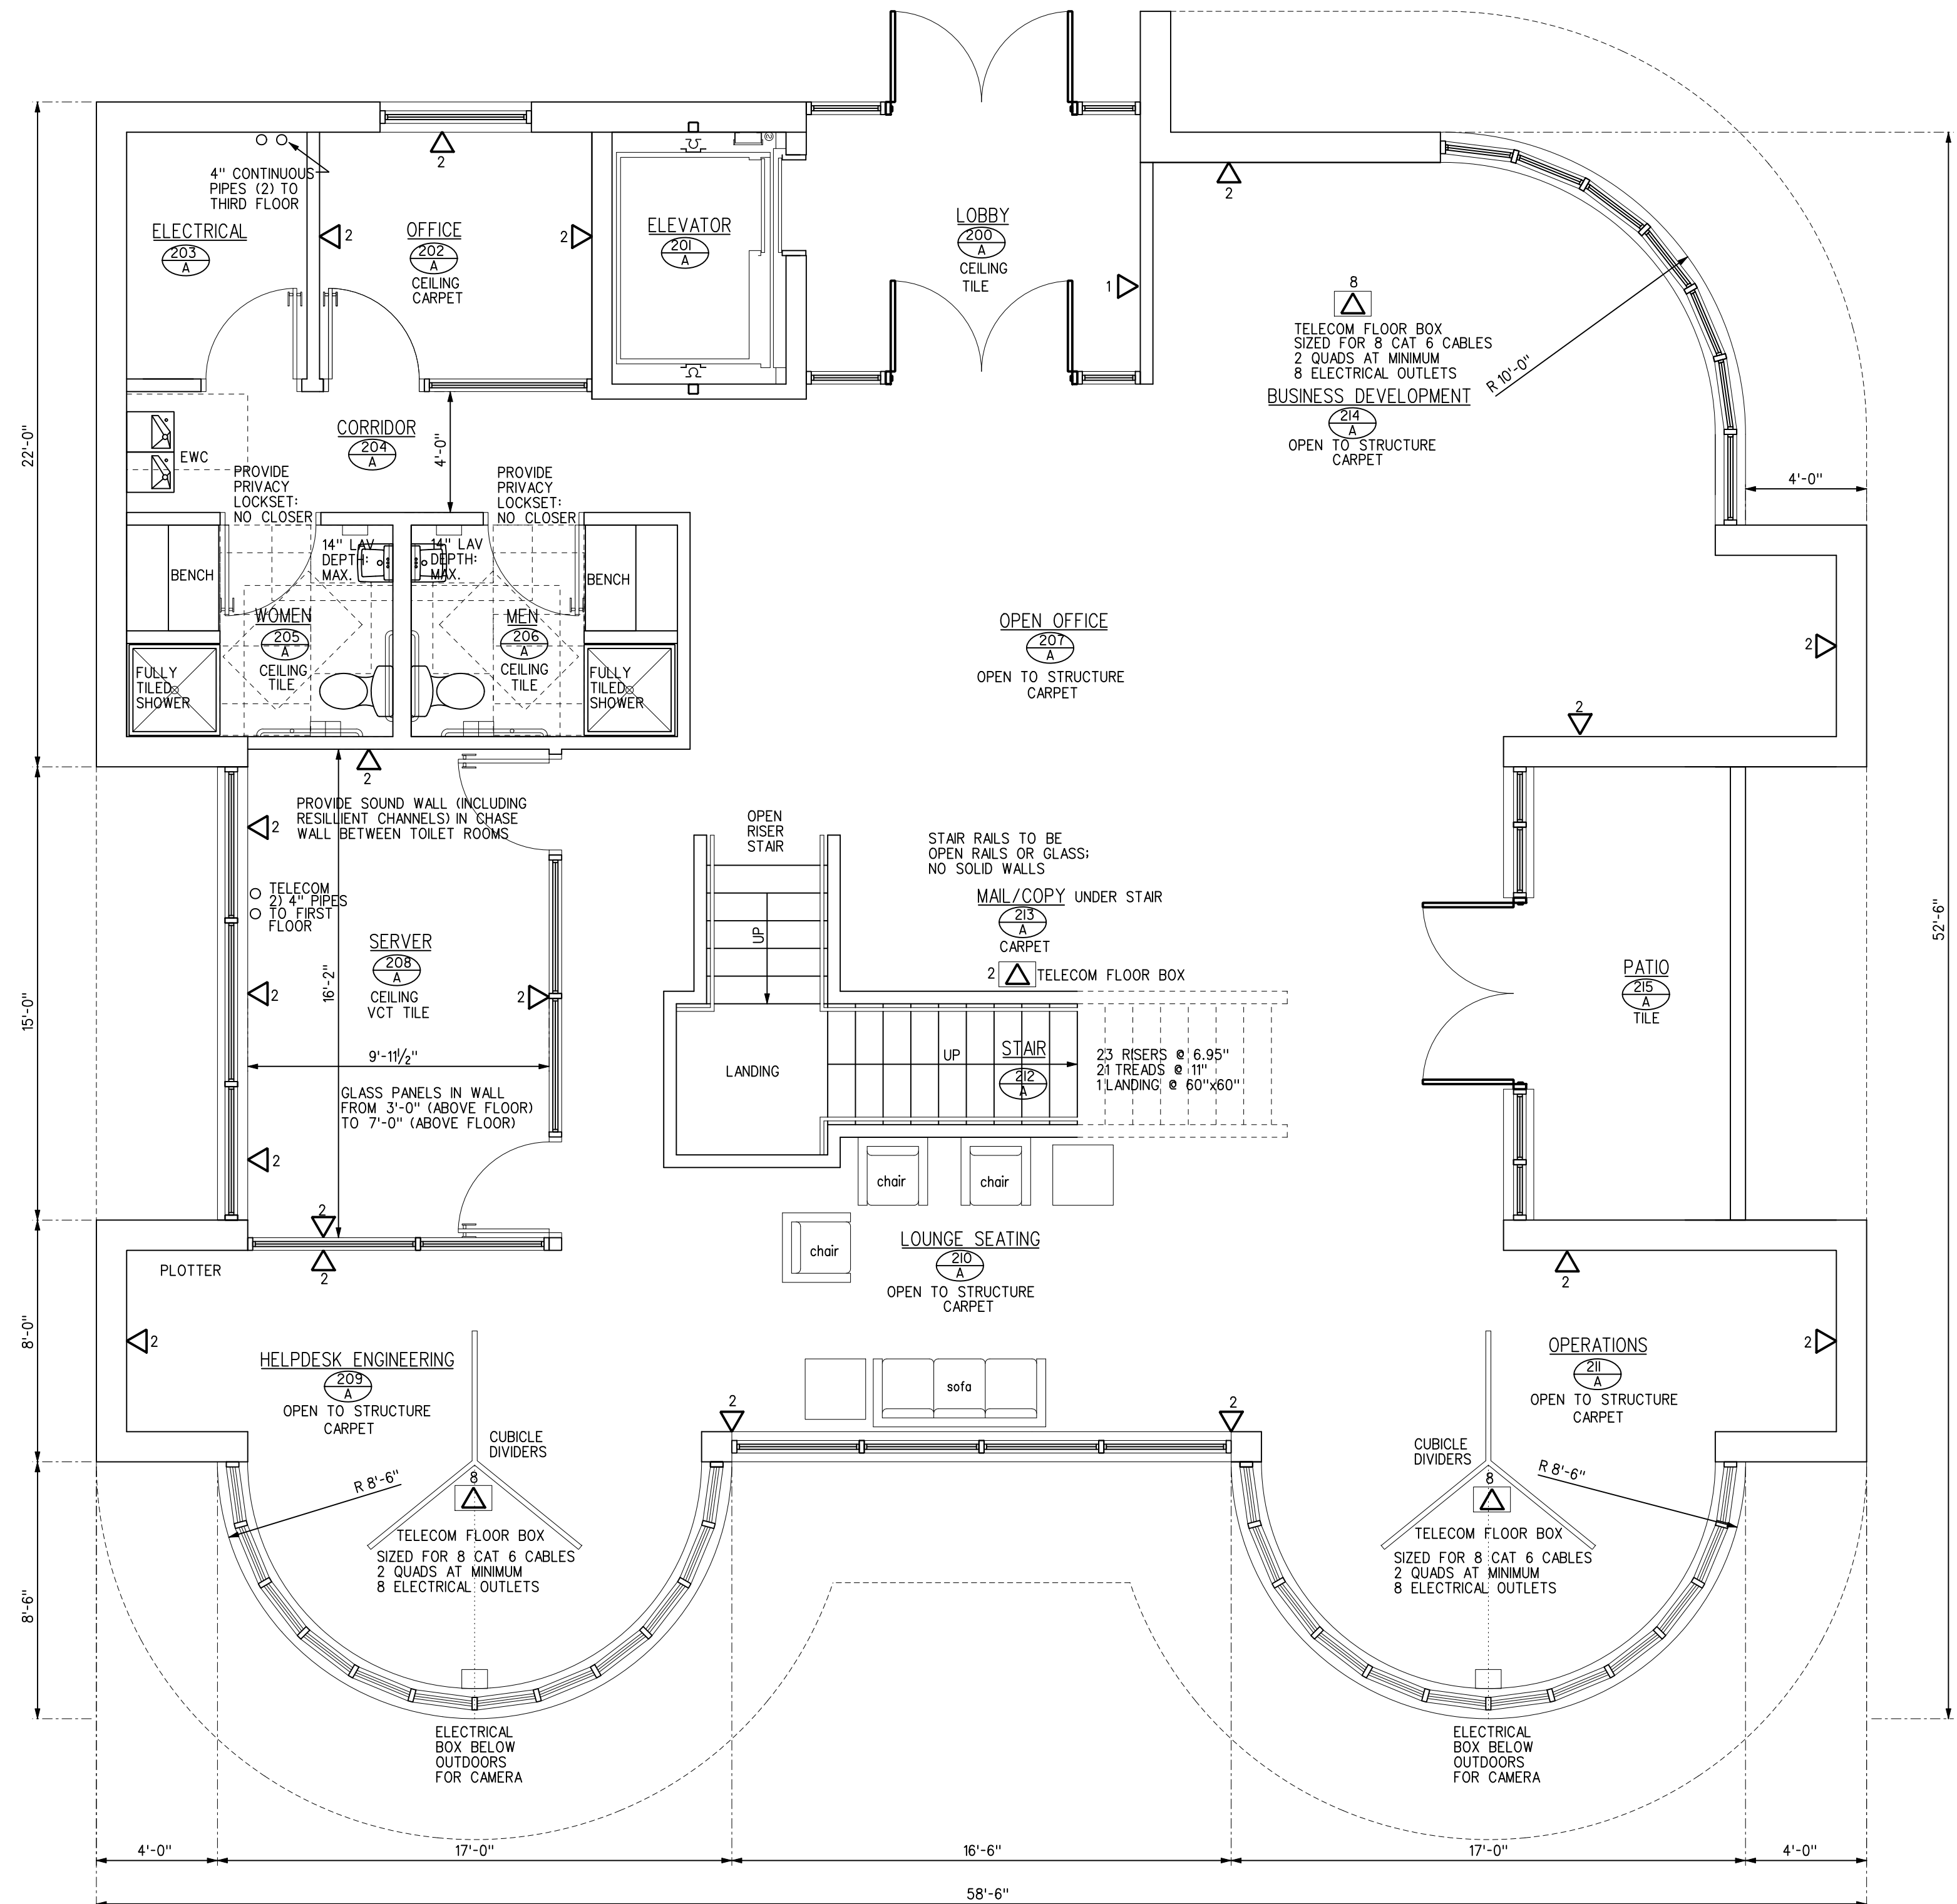 4" CONTINUOUS
PIPES (2) TO
THIRD FLOOR
ELECTRICAL
203
A
2
2
2
OFFICE
202
A
CEILING
CARPET
ELEVATOR
201
A
LOBBY
200
A
CEILING
TILE
1
2
8
TELECOM FLOOR BOX
SIZED FOR 8 CAT 6 CABLES
2 QUADS AT MINIMUM
8 ELECTRICAL OUTLETS
BUSINESS DEVELOPMENT
214
A
OPEN TO STRUCTURE
CARPET
R 10'-0"
4'-0"
22'-0"
EWC
CORRIDOR
204
A
4'-0"
PROVIDE
PRIVACY
LOCKSET:
NO CLOSER
PROVIDE
PRIVACY
LOCKSET:
NO CLOSER
BENCH
14" LAV
DEPTH:
MAX.
14" LAV
DEPTH:
MAX.
BENCH
WOMEN
205
A
CEILING
TILE
MEN
206
A
CEILING
TILE
FULLY
TILED
SHOWER
FULLY
TILED
SHOWER
OPEN OFFICE
207
A
OPEN TO STRUCTURE
CARPET
2
2
2
PROVIDE SOUND WALL (INCLUDING
RESILLIENT CHANNELS) IN CHASE
WALL BETWEEN TOILET ROOMS
2
TELECOM
2) 4" PIPES
TO FIRST
FLOOR
SERVER
208
A
CEILING
VCT TILE
2
2
16'-2"
9'-11½"
GLASS PANELS IN WALL
FROM 3'-0" (ABOVE FLOOR)
TO 7'-0" (ABOVE FLOOR)
2
2
2
15'-0"
OPEN
RISER
STAIR
UP
STAIR RAILS TO BE
OPEN RAILS OR GLASS;
NO SOLID WALLS
MAIL/COPY UNDER STAIR
213
A
CARPET
2
TELECOM FLOOR BOX
LANDING
UP
STAIR
212
A
23 RISERS @ 6.95"
21 TREADS @ 11"
1 LANDING @ 60"x60"
PATIO
215
A
TILE
52'-6"
chair
chair
chair
LOUNGE SEATING
210
A
OPEN TO STRUCTURE
CARPET
sofa
8'-0"
PLOTTER
2
HELPDESK ENGINEERING
209
A
OPEN TO STRUCTURE
CARPET
CUBICLE
DIVIDERS
2
2
2
2
OPERATIONS
211
A
OPEN TO STRUCTURE
CARPET
CUBICLE
DIVIDERS
8'-6"
R 8'-6"
8
TELECOM FLOOR BOX
SIZED FOR 8 CAT 6 CABLES
2 QUADS AT MINIMUM
8 ELECTRICAL OUTLETS
R 8'-6"
8
TELECOM FLOOR BOX
SIZED FOR 8 CAT 6 CABLES
2 QUADS AT MINIMUM
8 ELECTRICAL OUTLETS
ELECTRICAL
BOX BELOW
OUTDOORS
FOR CAMERA
ELECTRICAL
BOX BELOW
OUTDOORS
FOR CAMERA
4'-0"
17'-0"
16'-6"
17'-0"
4'-0"
58'-6"